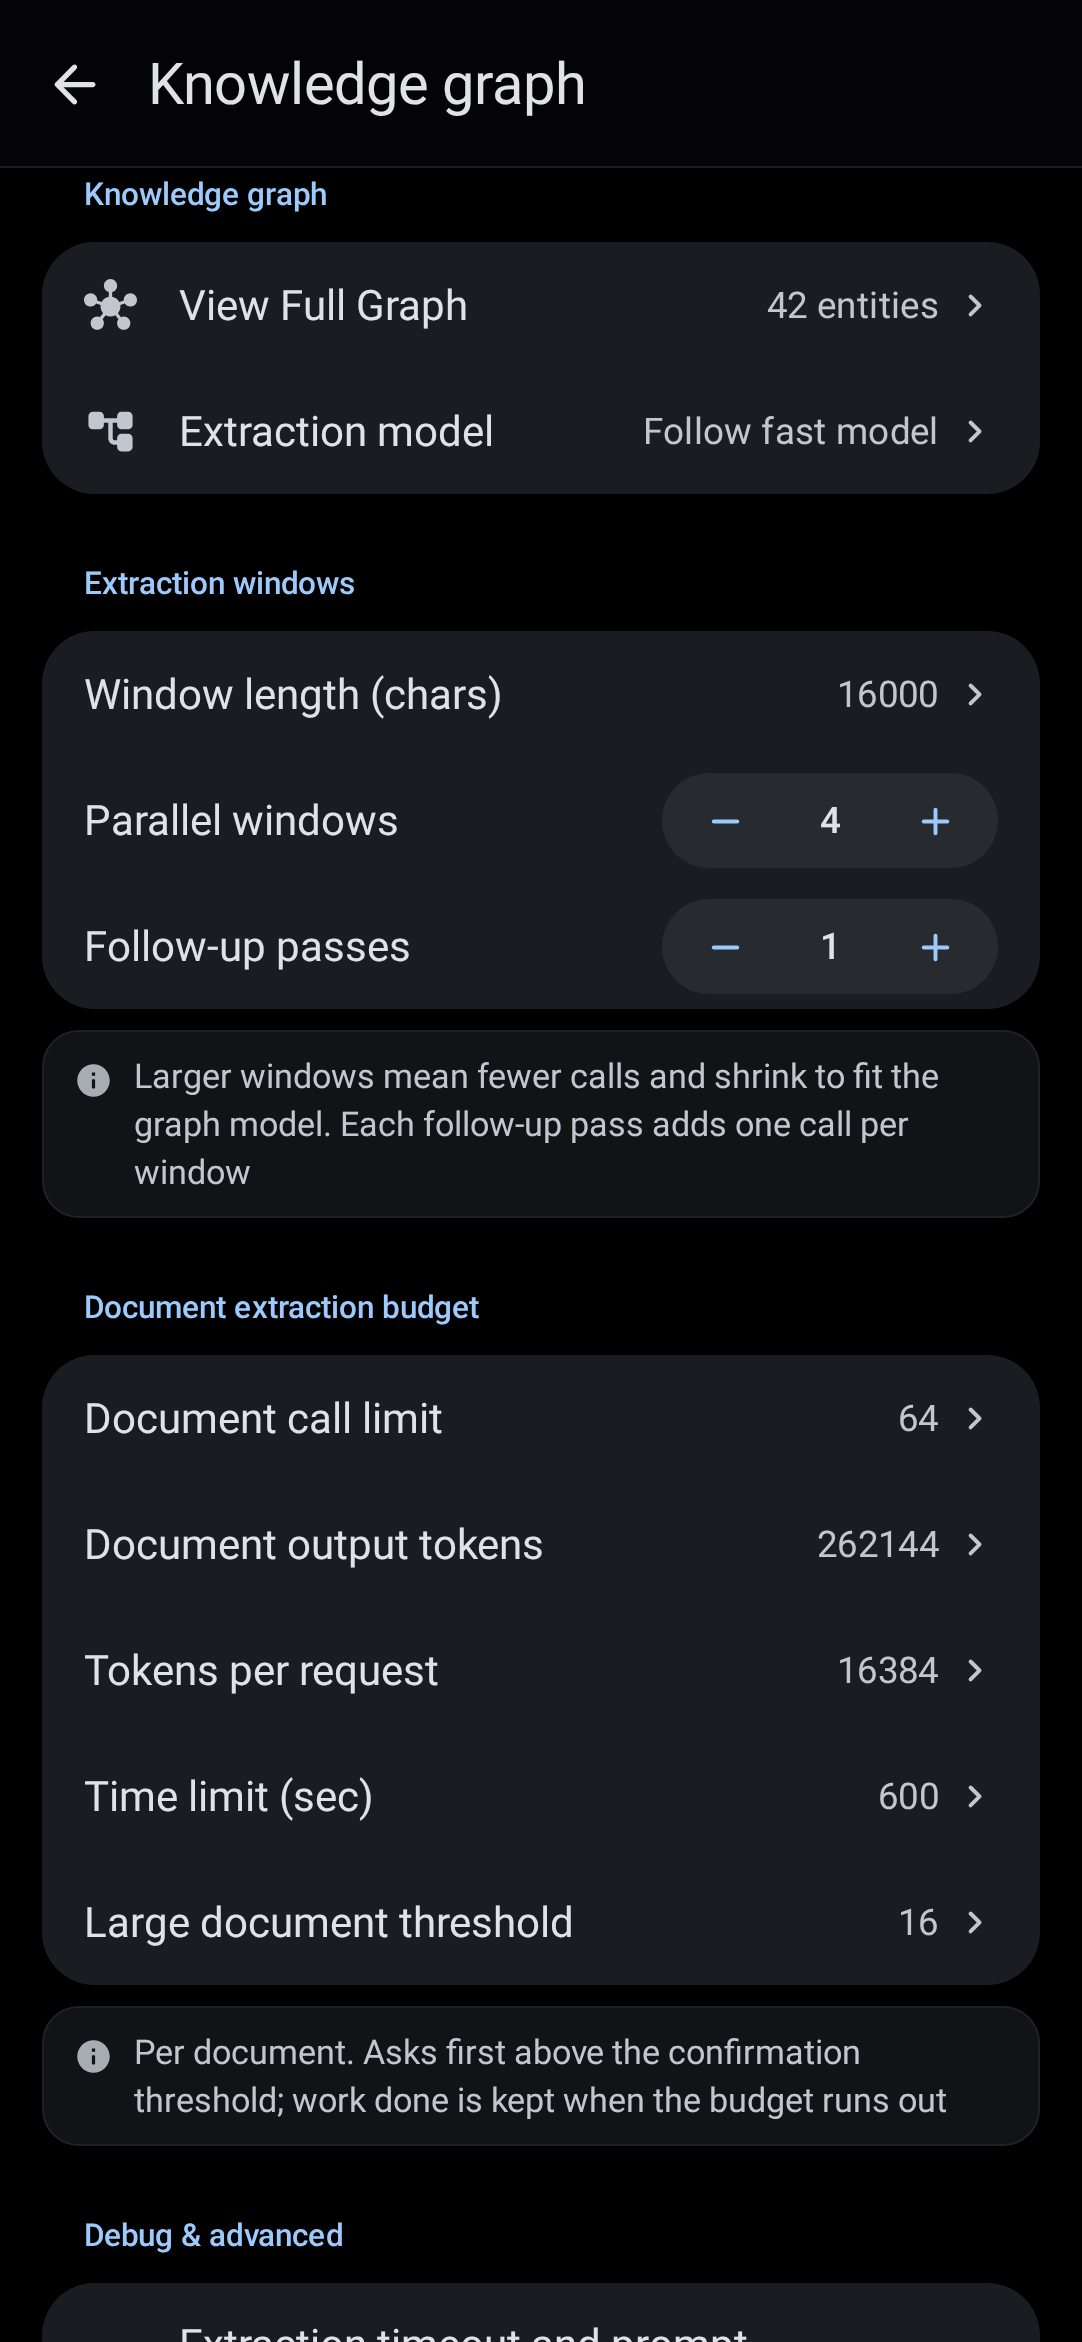 Knowledge graph
Knowledge graph
View Full Graph 42 entities
Extraction model Follow fast model
Extraction windows
Window length (chars) 16000
Parallel windows − 4 +
Follow-up passes − 1 +
Larger windows mean fewer calls and shrink to fit the
graph model. Each follow-up pass adds one call per
window
Document extraction budget
Document call limit 64
Document output tokens 262144
Tokens per request 16384
Time limit (sec) 600
Large document threshold 16
Per document. Asks first above the confirmation
threshold; work done is kept when the budget runs out
Debug & advanced
Extraction timeout and prompt